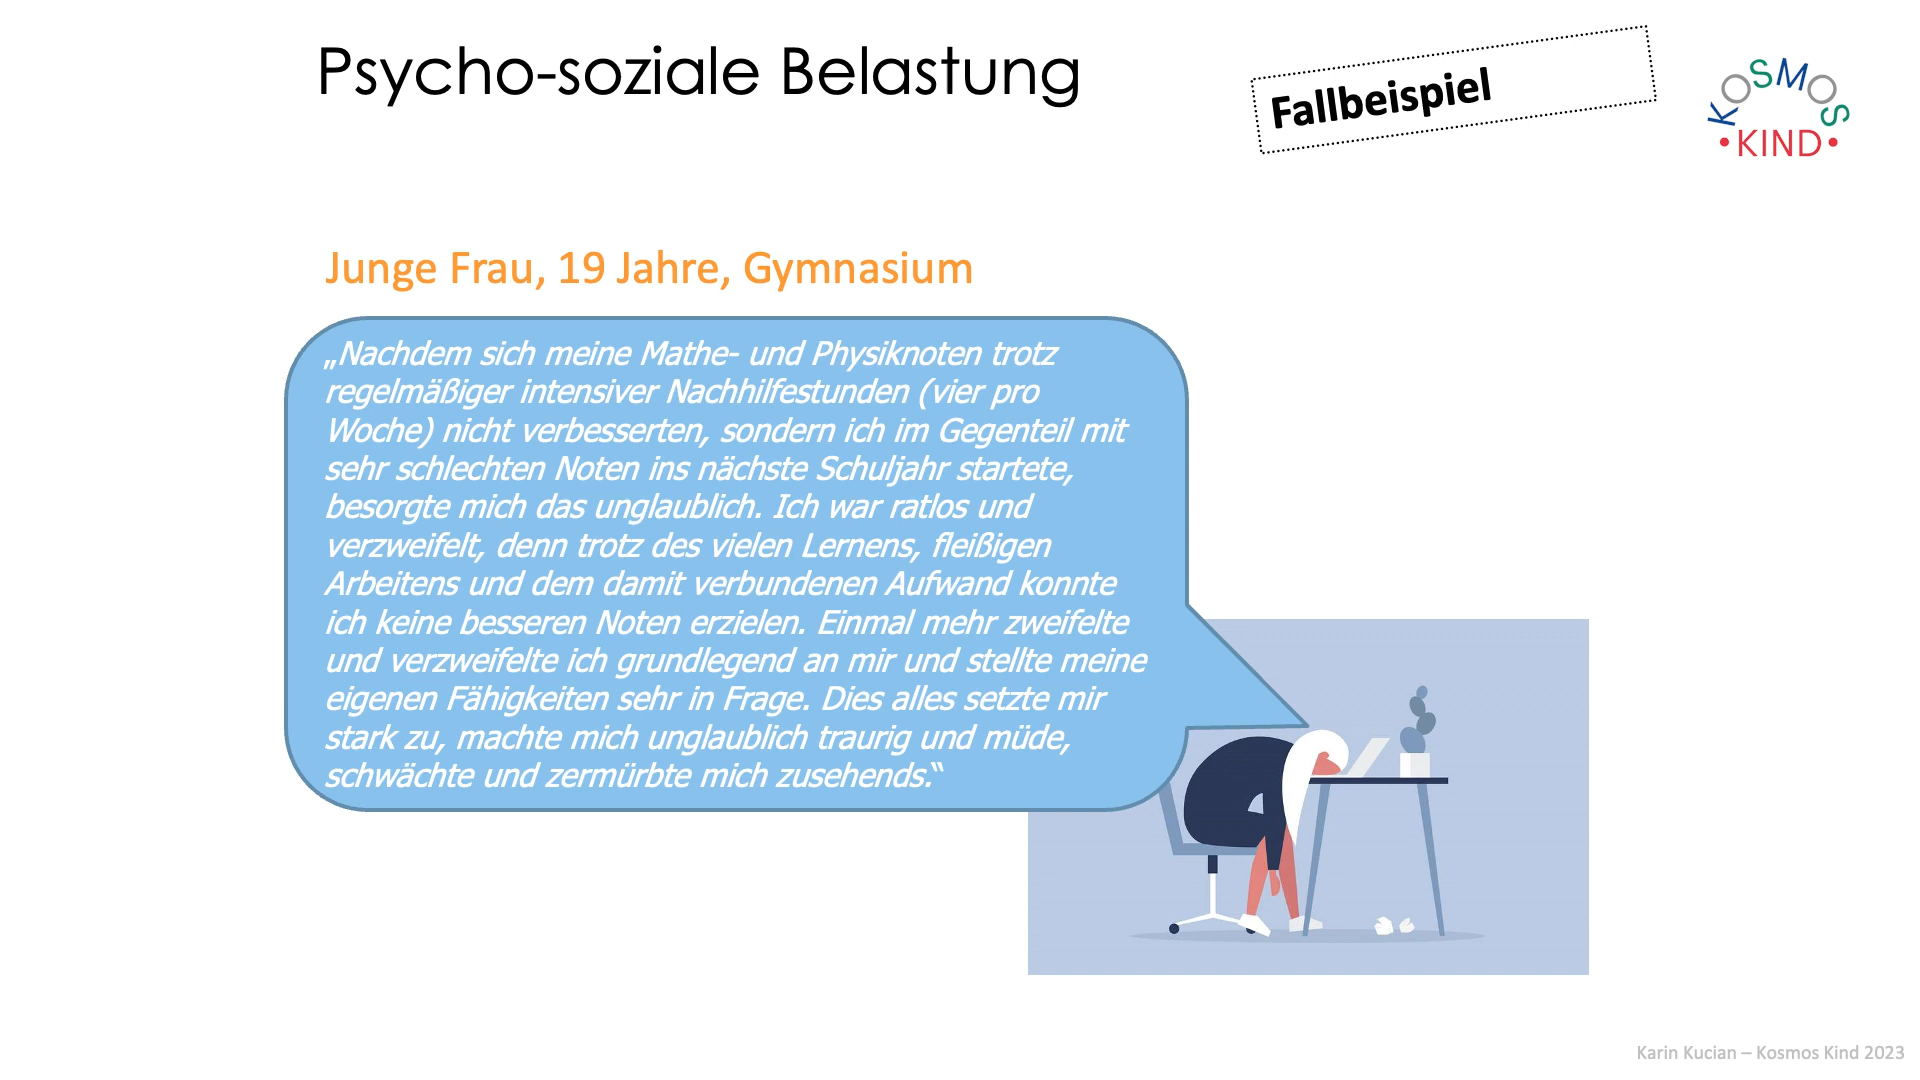 Psycho-soziale Belastung
Fallbeispiel
KOSMOS
•KIND•
Junge Frau, 19 Jahre, Gymnasium
„Nachdem sich meine Mathe- und Physiknoten trotz
regelmäßiger intensiver Nachhilfestunden (vier pro
Woche) nicht verbesserten, sondern ich im Gegenteil mit
sehr schlechten Noten ins nächste Schuljahr startete,
besorgte mich das unglaublich. Ich war ratlos und
verzweifelt, denn trotz des vielen Lernens, fleißigen
Arbeitens und dem damit verbundenen Aufwand konnte
ich keine besseren Noten erzielen. Einmal mehr zweifelte
und verzweifelte ich grundlegend an mir und stellte meine
eigenen Fähigkeiten sehr in Frage. Dies alles setzte mir
stark zu, machte mich unglaublich traurig und müde,
schwächte und zermürbte mich zusehends.“
Karin Kucian – Kosmos Kind 2023